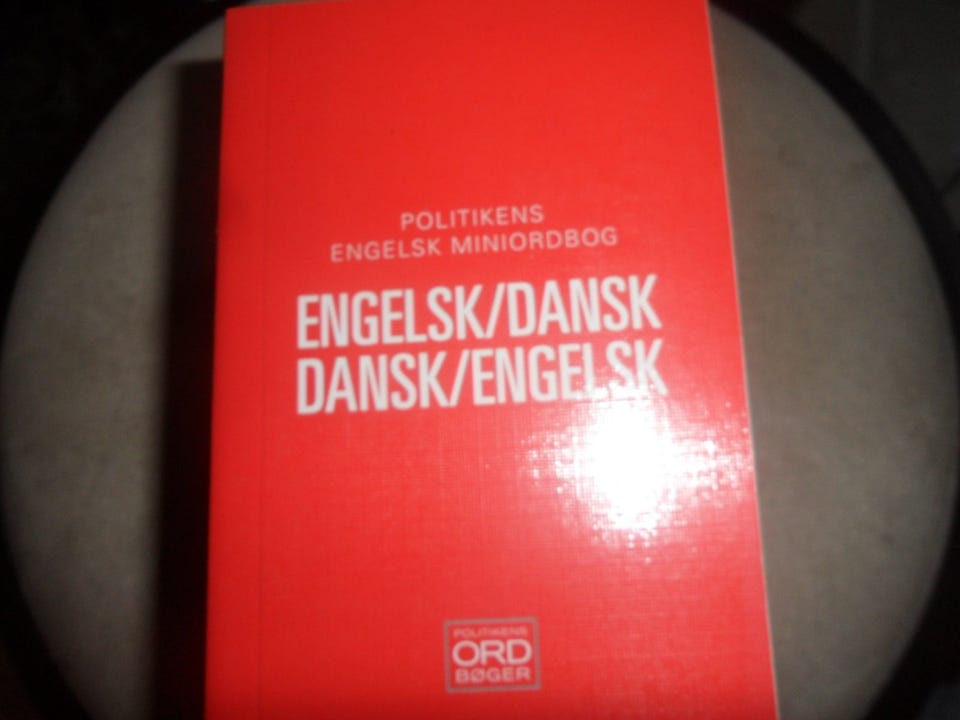 POLITIKENS
ENGELSK MINIORDBOG
ENGELSK/DANSK
DANSK/ENGELSK
POLITIKENS
ORD
BØGER